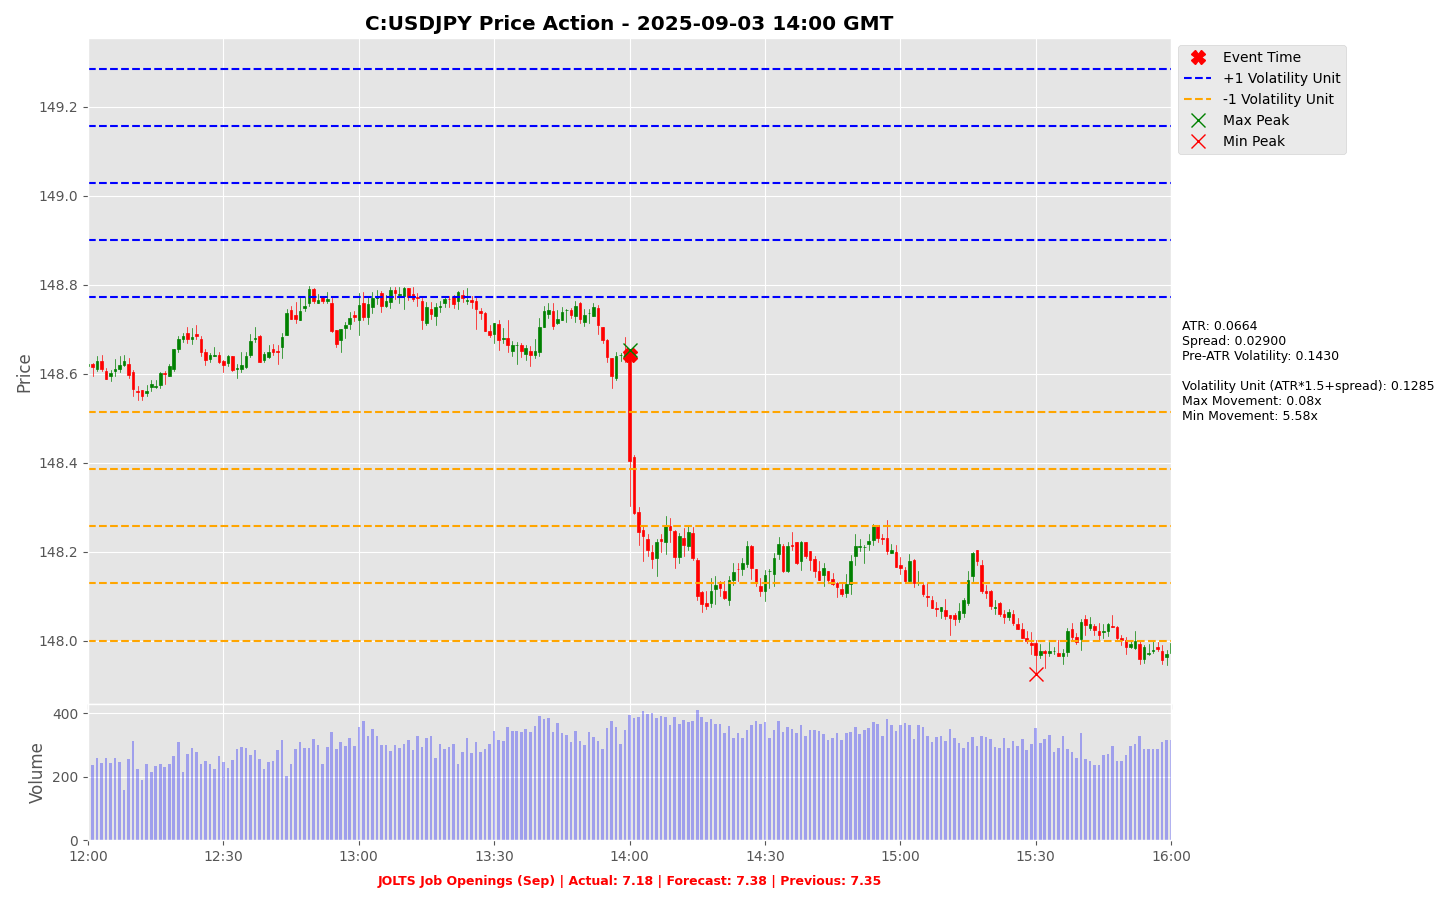 C:USDJPY Price Action - 2025-09-03 14:00 GMT
Event Time
+1 Volatility Unit
-1 Volatility Unit
Max Peak
Min Peak
Price
149.2
149.0
148.8
148.6
148.4
148.2
148.0
ATR: 0.0664
Spread: 0.02900
Pre-ATR Volatility: 0.1430
Volatility Unit (ATR*1.5+spread): 0.1285
Max Movement: 0.08x
Min Movement: 5.58x
Volume
400
200
0
12:00 12:30 13:00 13:30 14:00 14:30 15:00 15:30 16:00
JOLTS Job Openings (Sep) | Actual: 7.18 | Forecast: 7.38 | Previous: 7.35